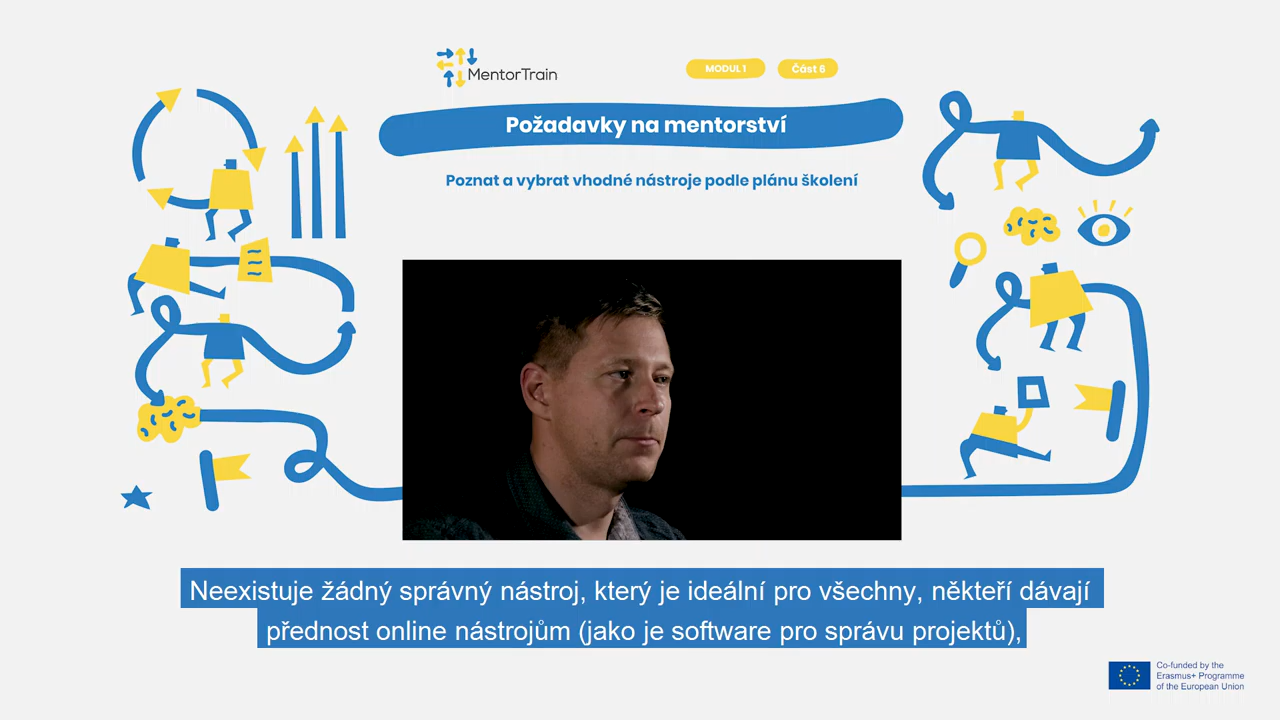 MentorTrain
MODUL 1
Část 6
Požadavky na mentorství
Poznat a vybrat vhodné nástroje podle plánu školení
Neexistuje žádný správný nástroj, který je ideální pro všechny, někteří dávají
přednost online nástrojům (jako je software pro správu projektů),
Co-funded by the
Erasmus+ Programme
of the European Union